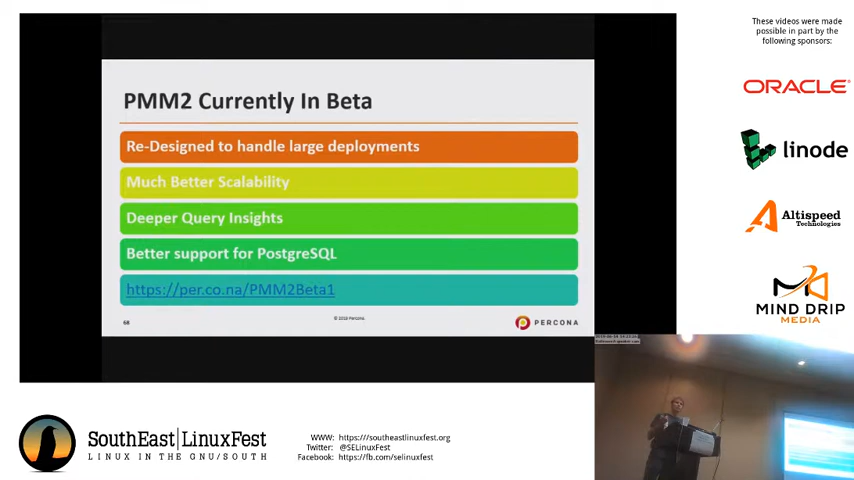 These videos were made
possible in part by the
following sponsors:
ORACLE
linode
Altispeed
Technologies
MIND DRIP
MEDIA
PMM2 Currently In Beta
Re-Designed to handle large deployments
Much Better Scalability
Deeper Query Insights
Better support for PostgreSQL
https://per.co.na/PMM2Beta1
68
© 2019 Percona
PERCONA
SouthEast|LinuxFest
LINUX IN THE GNU/SOUTH
WWW: https:///southeastlinuxfest.org
Twitter: @SELinuxFest
Facebook: https://fb.com/selinuxfest